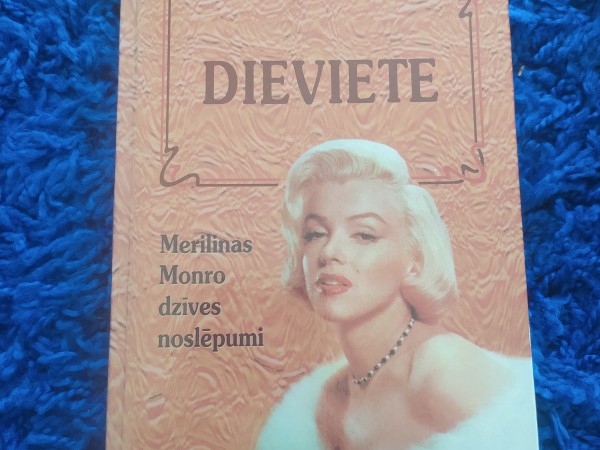 DIEVIETE
Merilinas
Monro
dzīves
noslēpumi